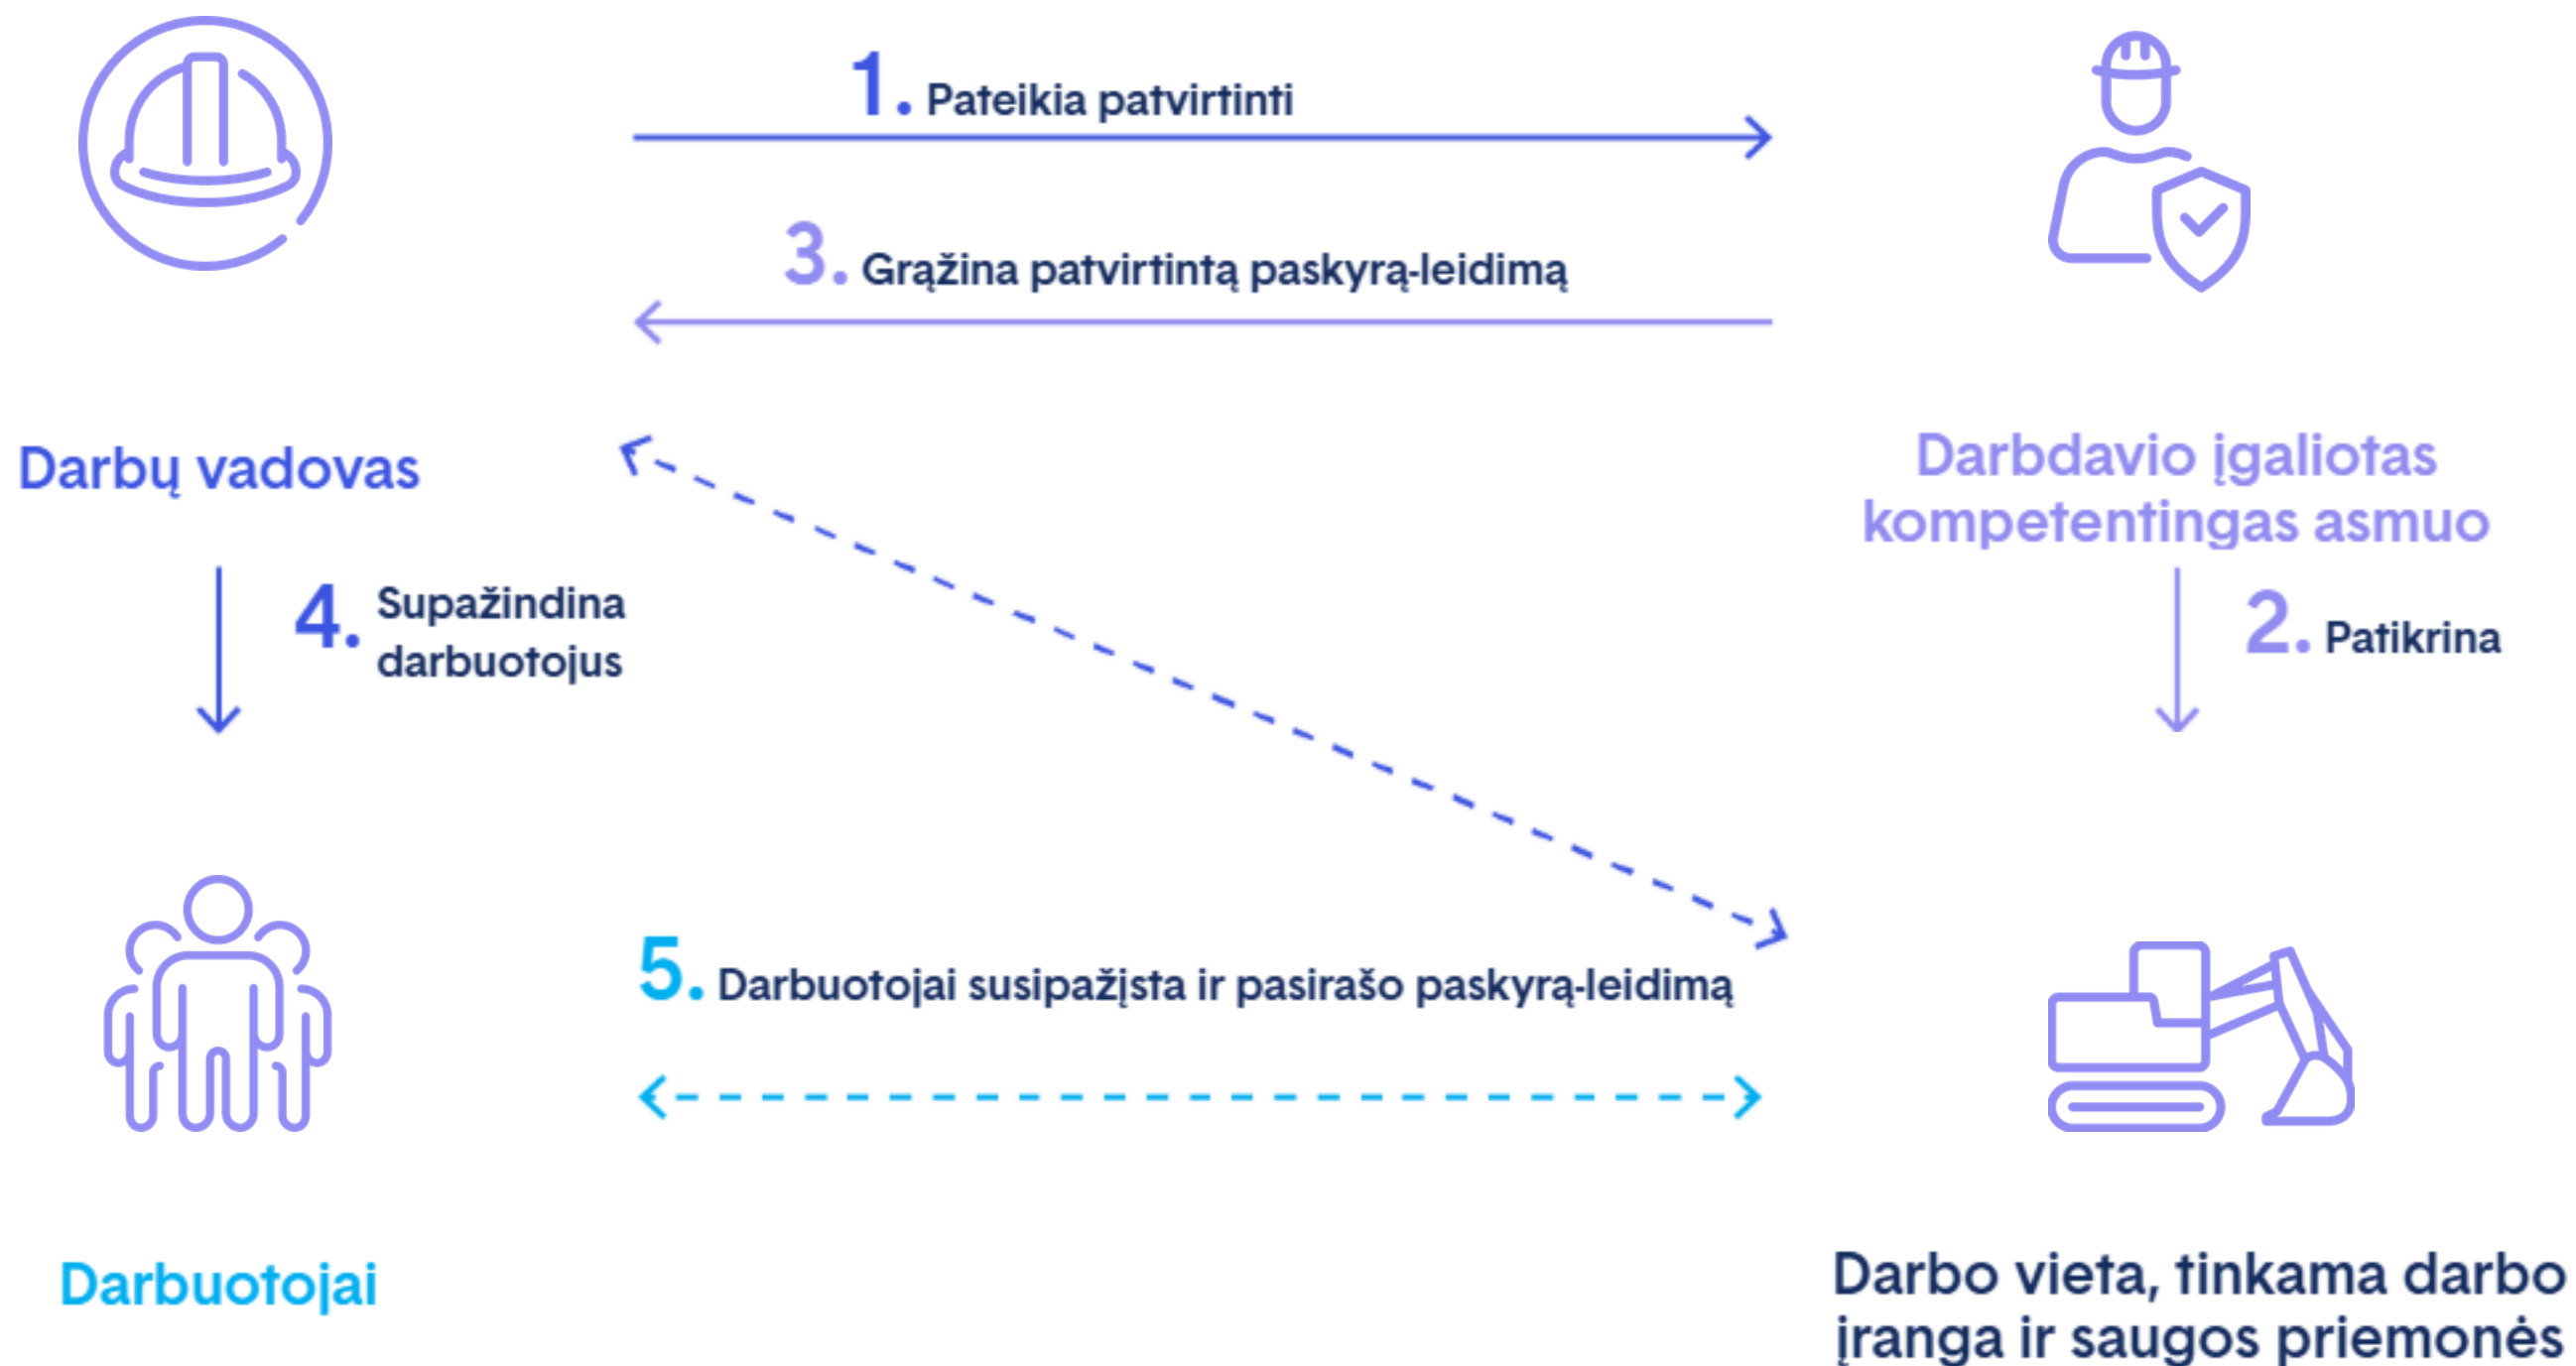 1. Pateikia patvirtinti
3. Grąžina patvirtintą paskyrą-leidimą
Darbų vadovas
Darbdavio įgaliotas
kompetentingas asmuo
4. Supažindina
darbuotojus
2. Patikrina
5. Darbuotojai susipažįsta ir pasirašo paskyrą-leidimą
Darbuotojai
Darbo vieta, tinkama darbo
įranga ir saugos priemonės